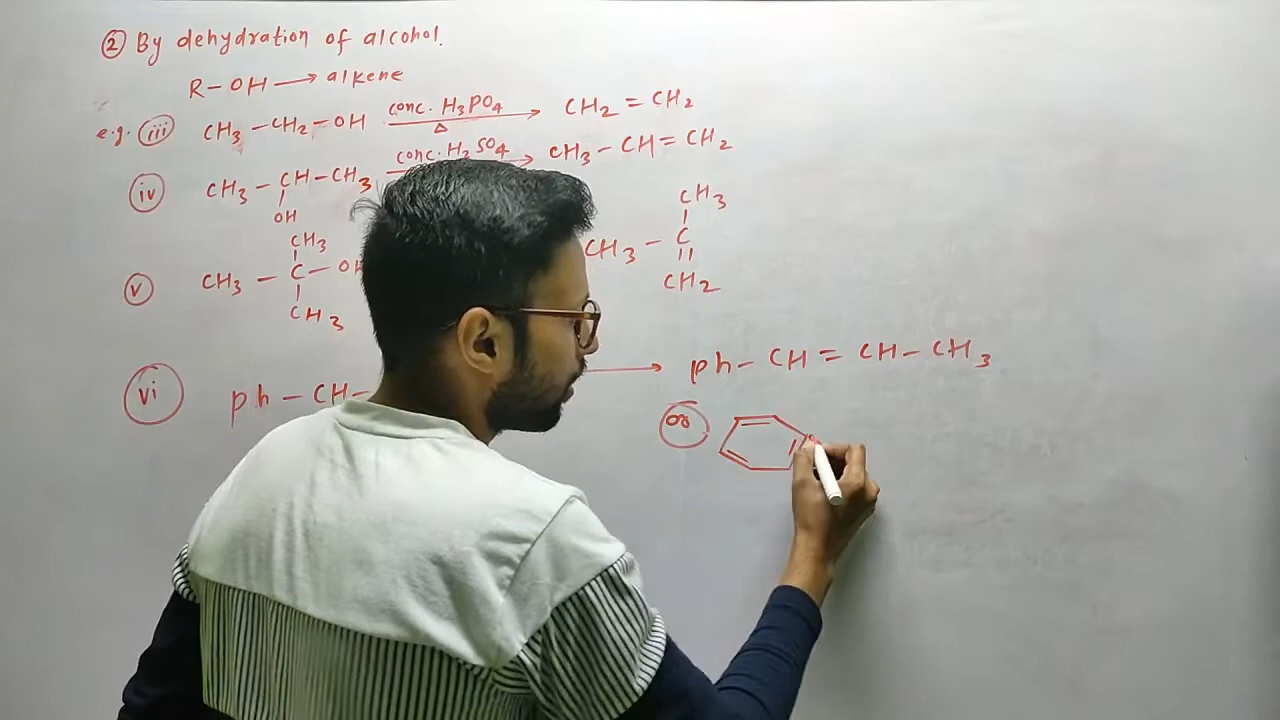 ② By dehydration of alcohol.
R-OH → alkene
e.g. (iii) CH3-CH2-OH conc. H3PO4 Δ → CH2=CH2
(iv) CH3-CH-CH3 conc. H2SO4 → CH3-CH=CH2
OH
CH3 CH3
(v) CH3-C-OH CH3-C
CH3 CH2
(vi) ph-CH- → ph-CH=CH-CH3
or